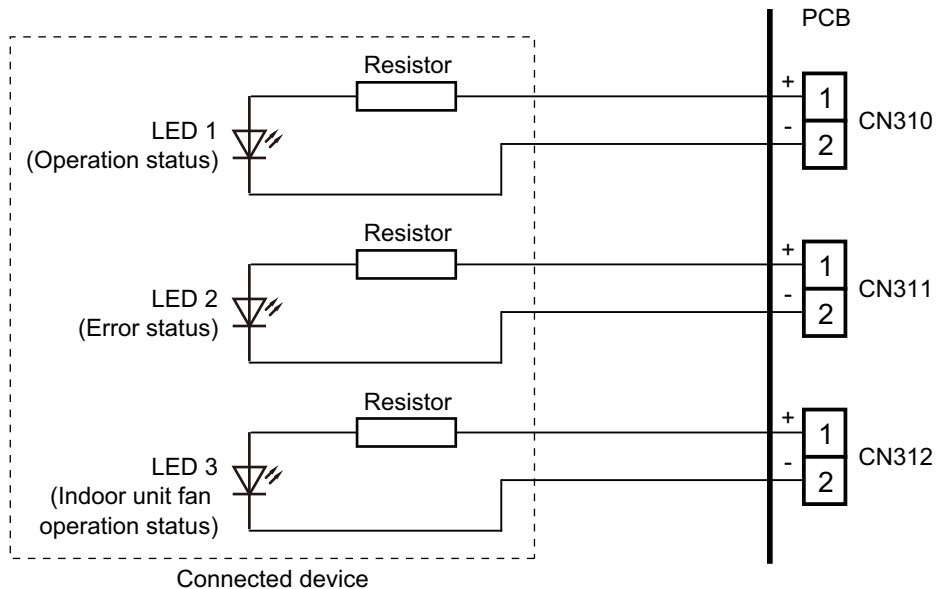 PCB
Resistor
+
1
LED 1
(Operation status)
-
2
CN310
Resistor
+
1
LED 2
(Error status)
-
2
CN311
Resistor
+
1
LED 3
(Indoor unit fan
operation status)
-
2
CN312
Connected device